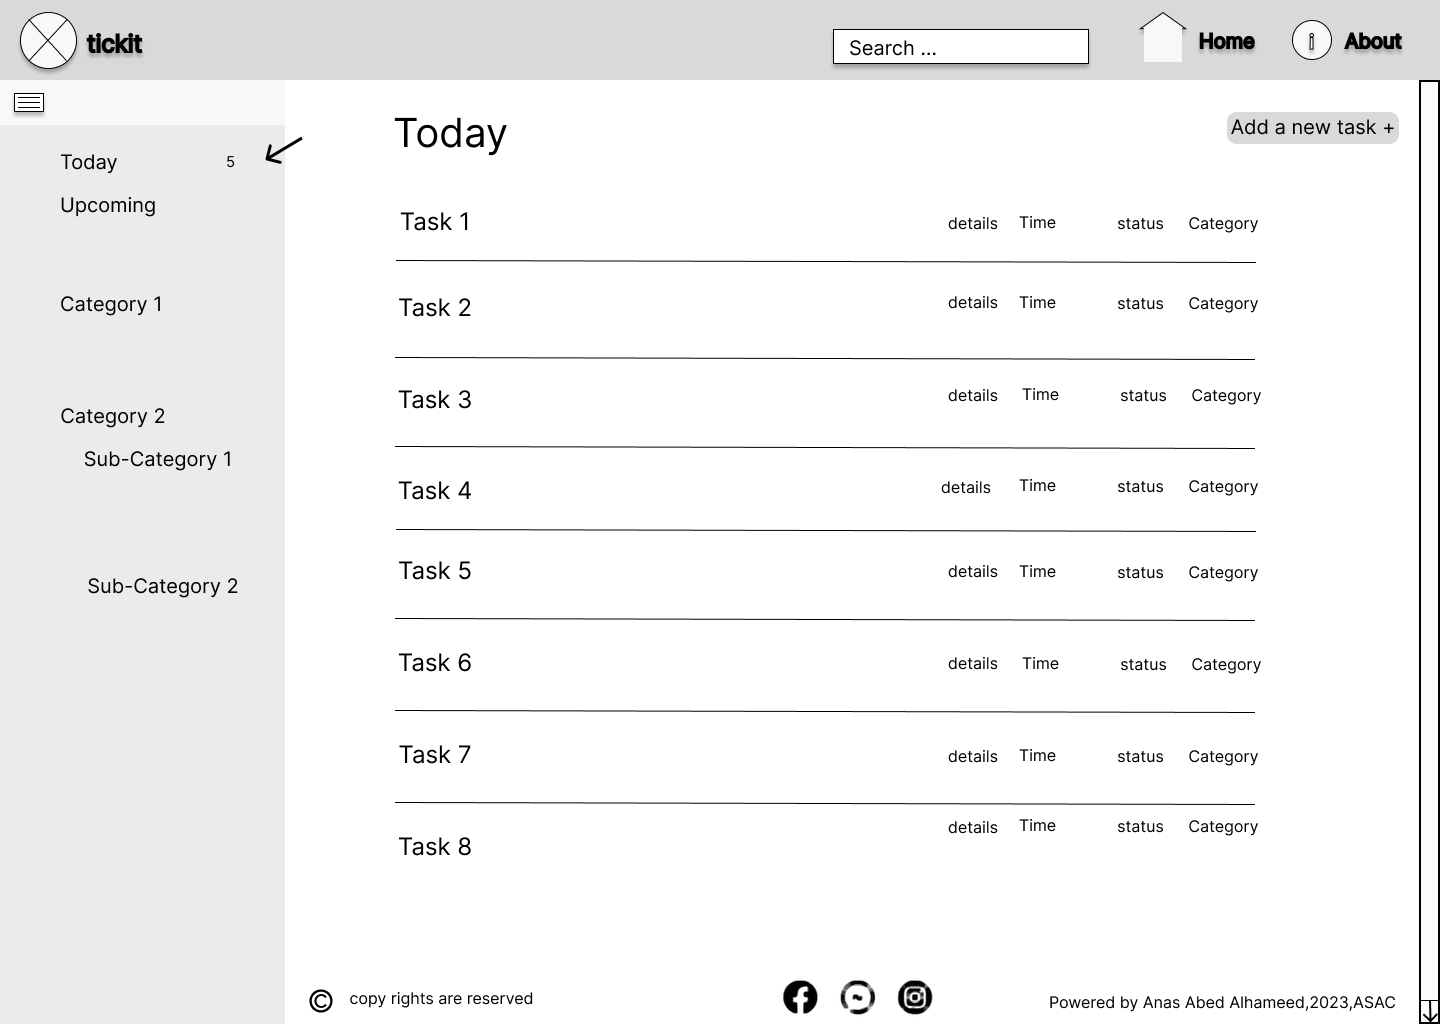 tickit
Search ...
Home
i
About
Today 5
Upcoming
Category 1
Category 2
Sub-Category 1
Sub-Category 2
Today
Add a new task +
Task 1 details Time status Category
Task 2 details Time status Category
Task 3 details Time status Category
Task 4 details Time status Category
Task 5 details Time status Category
Task 6 details Time status Category
Task 7 details Time status Category
Task 8 details Time status Category
© copy rights are reserved
Powered by Anas Abed Alhameed,2023,ASAC